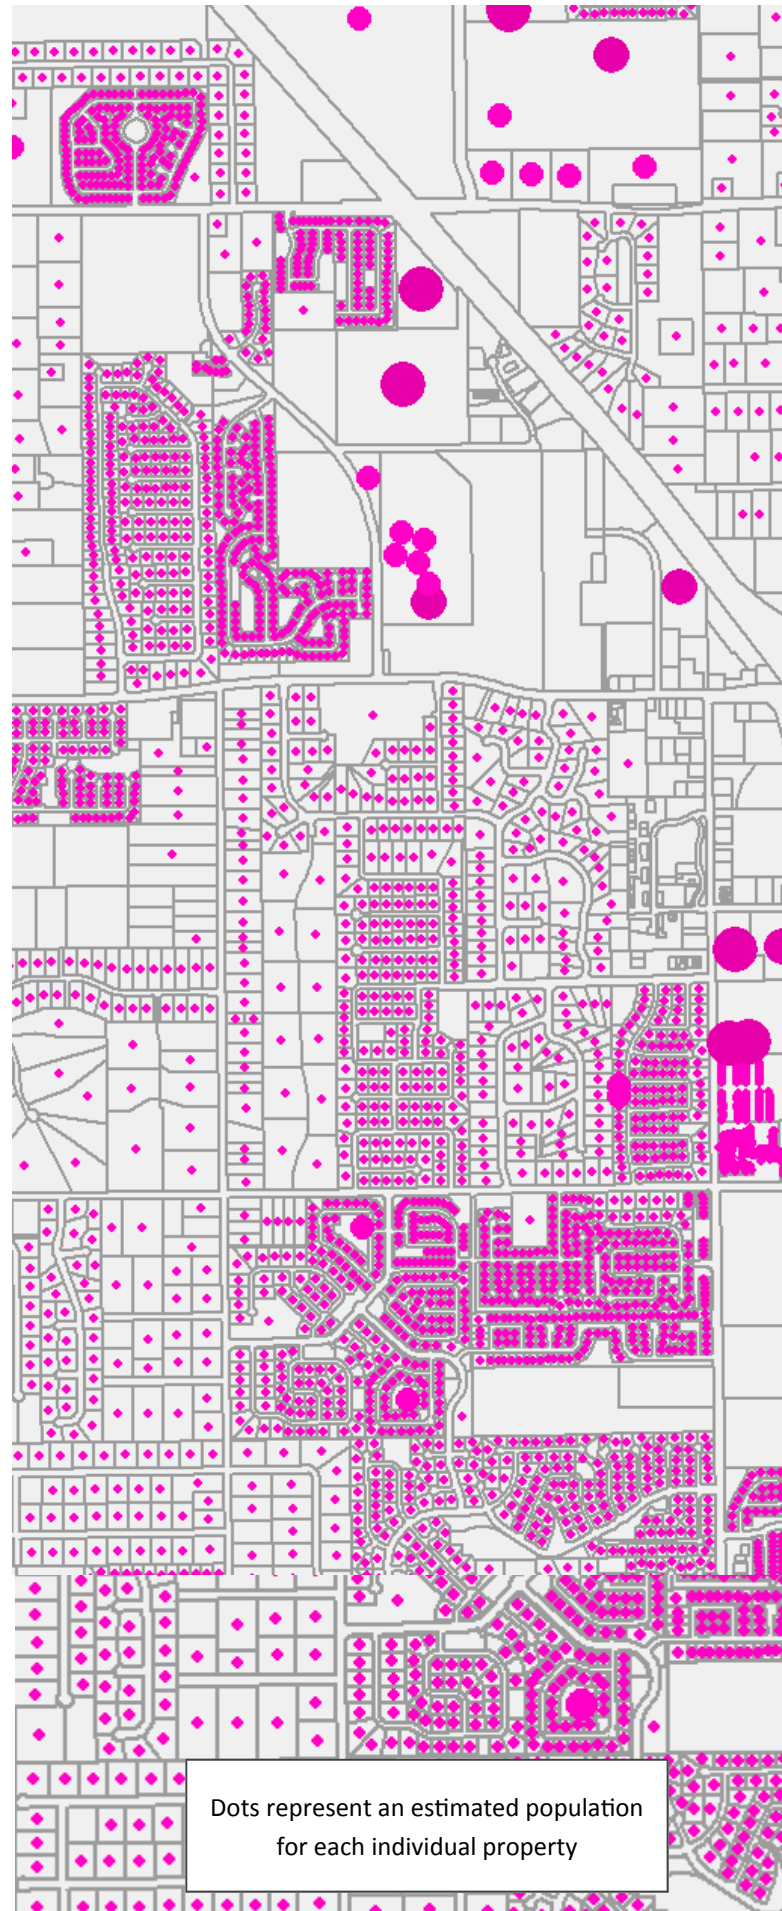 Dots represent an estimated population
for each individual property